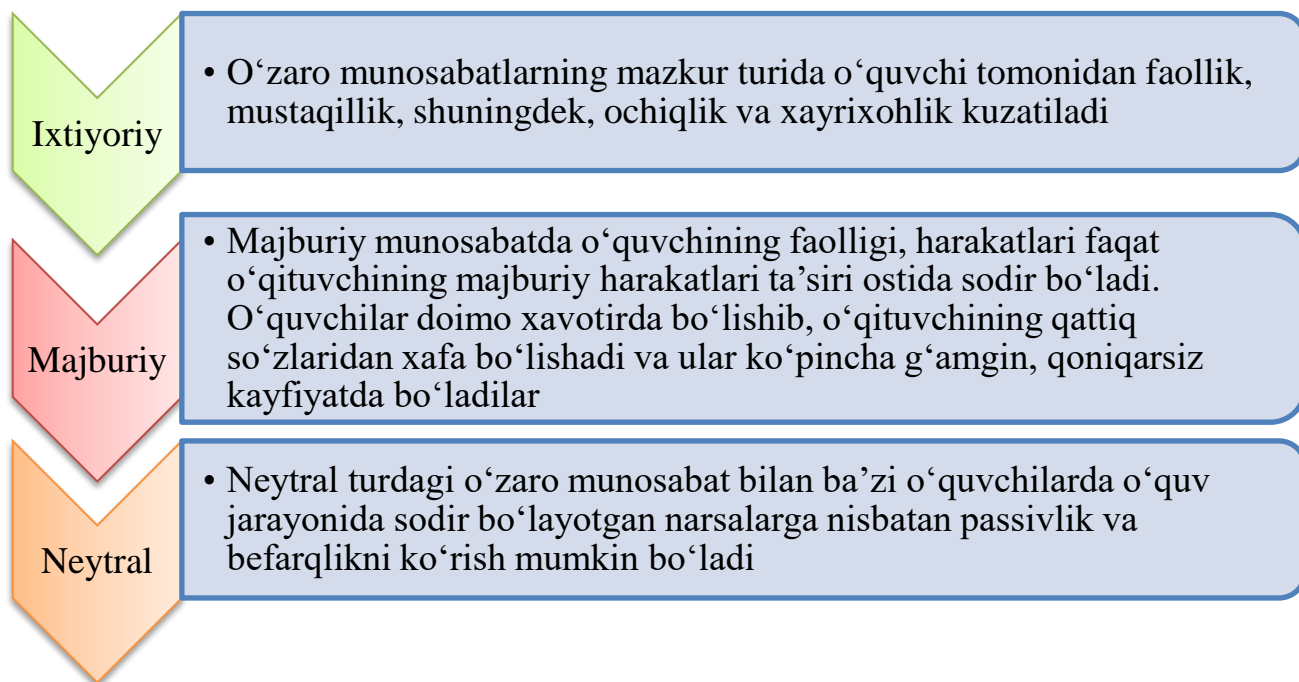 Ixtiyoriy
• O‘zaro munosabatlarning mazkur turida o‘quvchi tomonidan faollik,
mustaqillik, shuningdek, ochiqlik va xayrixohlik kuzatiladi
Majburiy
• Majburiy munosabatda o‘quvchining faolligi, harakatlari faqat
o‘qituvchining majburiy harakatlari ta’siri ostida sodir bo‘ladi.
O‘quvchilar doimo xavotirda bo‘lishib, o‘qituvchining qattiq
so‘zlaridan xafa bo‘lishadi va ular ko‘pincha g‘amgin, qoniqarsiz
kayfiyatda bo‘ladilar
Neytral
• Neytral turdagi o‘zaro munosabat bilan ba’zi o‘quvchilarda o‘quv
jarayonida sodir bo‘layotgan narsalarga nisbatan passivlik va
befarqlikni ko‘rish mumkin bo‘ladi